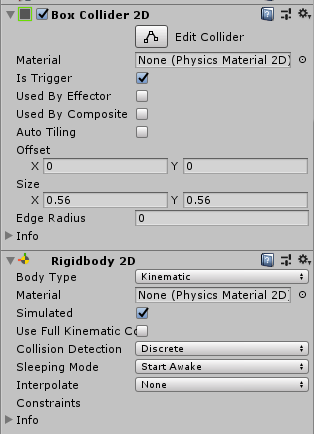 Box Collider 2D
Edit Collider
Material None (Physics Material 2D)
Is Trigger
Used By Effector
Used By Composite
Auto Tiling
Offset
X 0 Y 0
Size
X 0.56 Y 0.56
Edge Radius 0
Info
Rigidbody 2D
Body Type Kinematic
Material None (Physics Material 2D
Simulated
Use Full Kinematic Co
Collision Detection Discrete
Sleeping Mode Start Awake
Interpolate None
Constraints
Info